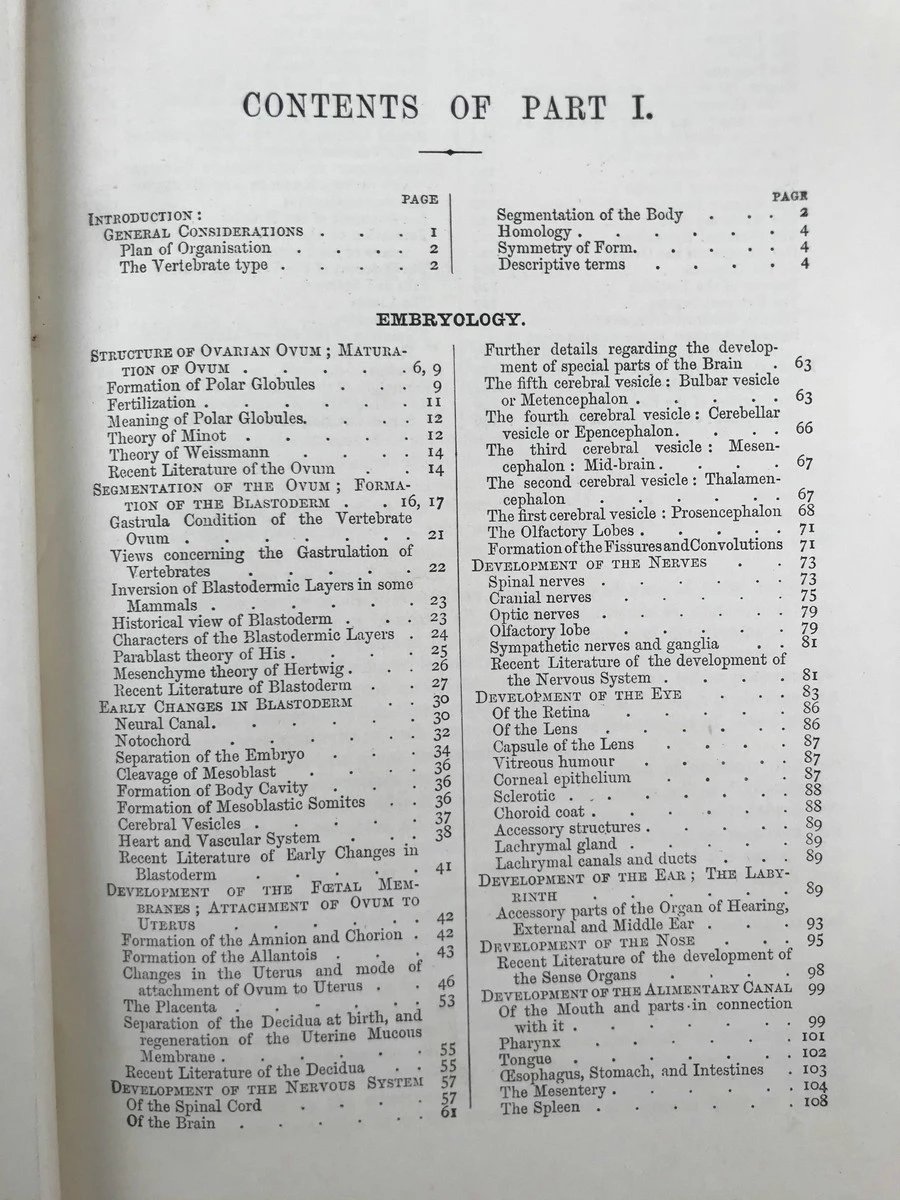 CONTENTS OF PART I.
PAGE
INTRODUCTION:
GENERAL CONSIDERATIONS . . . 1
Plan of Organisation . . . . 2
The Vertebrate type . . . . 2
PAGE
Segmentation of the Body . . . 2
Homology . . . . . . 4
Symmetry of Form. . . . . 4
Descriptive terms . . . . 4
EMBRYOLOGY.
STRUCTURE OF OVARIAN OVUM; MATURA-
TION OF OVUM . . . . . 6, 9
Formation of Polar Globules . . . 9
Fertilization . . . . . . 11
Meaning of Polar Globules. . . . 12
Theory of Minot . . . . . 12
Theory of Weissmann . . . . 14
Recent Literature of the Ovum . . 14
SEGMENTATION OF THE OVUM; FORMA-
TION OF THE BLASTODERM . . . 16, 17
Gastrula Condition of the Vertebrate
Ovum . . . . . . . 21
Views concerning the Gastrulation of
Vertebrates . . . . . 22
Inversion of Blastodermic Layers in some
Mammals . . . . . . 23
Historical view of Blastoderm . . . 23
Characters of the Blastodermic Layers . 24
Parablast theory of His . . . . 25
Mesenchyme theory of Hertwig . . . 26
Recent Literature of Blastoderm . . 27
EARLY CHANGES IN BLASTODERM . . 30
Neural Canal. . . . . . 30
Notochord . . . . . 32
Separation of the Embryo . . . 34
Cleavage of Mesoblast . . . . 36
Formation of Body Cavity . . . 36
Formation of Mesoblastic Somites . . 36
Cerebral Vesicles . . . . . 37
Heart and Vascular System . . . 38
Recent Literature of Early Changes in
Blastoderm . . . . . 41
DEVELOPMENT OF THE FŒTAL MEM-
BRANES; ATTACHMENT OF OVUM TO
UTERUS . . . . . . 42
Formation of the Amnion and Chorion . 42
Formation of the Allantois . . . 43
Changes in the Uterus and mode of
attachment of Ovum to Uterus . . 46
The Placenta . . . . . . 53
Separation of the Decidua at birth, and
regeneration of the Uterine Mucous
Membrane . . . . . . 55
Recent Literature of the Decidua . . 55
DEVELOPMENT OF THE NERVOUS SYSTEM 57
Of the Spinal Cord . . . . 57
Of the Brain . . . . . . 61
Further details regarding the develop-
ment of special parts of the Brain . . 63
The fifth cerebral vesicle: Bulbar vesicle
or Metencephalon . . . . . 63
The fourth cerebral vesicle: Cerebellar
vesicle or Epencephalon. . . . 66
The third cerebral vesicle: Mesen-
cephalon: Mid-brain. . . . . 67
The second cerebral vesicle: Thalamen-
cephalon . . . . . . 67
The first cerebral vesicle: Prosencephalon 68
The Olfactory Lobes . . . . . 71
Formation of the Fissures and Convolutions 71
DEVELOPMENT OF THE NERVES . . 73
Spinal nerves . . . . . . 73
Cranial nerves . . . . . 75
Optic nerves . . . . . . 79
Olfactory lobe . . . . . 79
Sympathetic nerves and ganglia . . 81
Recent Literature of the development of
the Nervous System . . . . 81
DEVELOPMENT OF THE EYE . . . 83
Of the Retina . . . . . 86
Of the Lens . . . . . . 86
Capsule of the Lens . . . . 87
Vitreous humour . . . . . 87
Corneal epithelium . . . . 87
Sclerotic . . . . . . . 88
Choroid coat . . . . . . 88
Accessory structures . . . . . 89
Lachrymal gland . . . . . 89
Lachrymal canals and ducts . . . 89
DEVELOPMENT OF THE EAR; THE LABY-
RINTH . . . . . . . 89
Accessory parts of the Organ of Hearing,
External and Middle Ear . . . 93
DEVELOPMENT OF THE NOSE . . . 95
Recent Literature of the development of
the Sense Organs . . . . 98
DEVELOPMENT OF THE ALIMENTARY CANAL 99
Of the Mouth and parts in connection
with it . . . . . . . 99
Pharynx . . . . . . 101
Tongue . . . . . . . 102
Œsophagus, Stomach, and Intestines . 103
The Mesentery . . . . . . 104
The Spleen . . . . . . 108